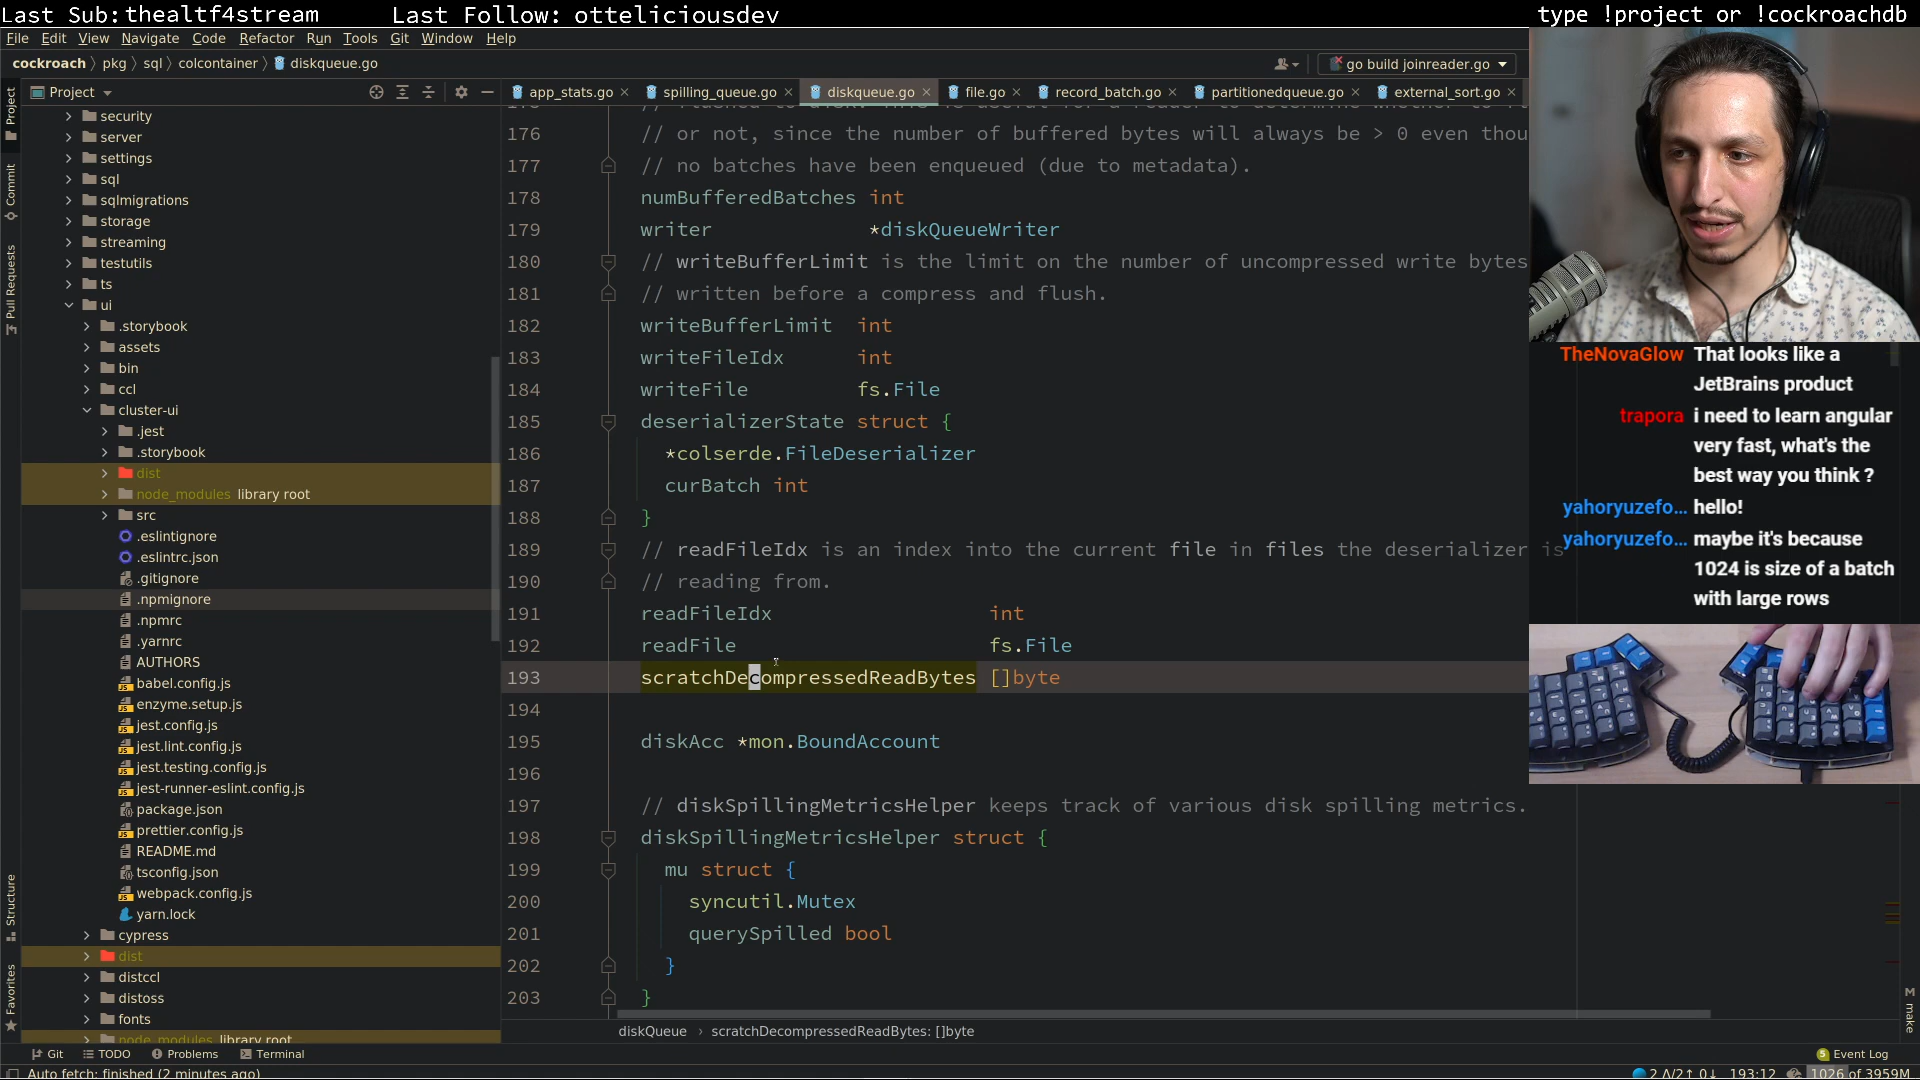 Last Sub:thealtf4stream
Last Follow: otteliciousdev
type !project or !cockroachdb
File Edit View Navigate Code Refactor Run Tools Git Window Help
cockroach pkg sql colcontainer diskqueue.go
go build joinreader.go
Project
app_stats.go spilling_queue.go diskqueue.go file.go record_batch.go partitionedqueue.go external_sort.go
Project
Commit
Pull Requests
Structure
Favorites
security
server
settings
sql
sqlmigrations
storage
streaming
testutils
ts
ui
.storybook
assets
bin
ccl
cluster-ui
.jest
.storybook
dist
node_modules library root
src
.eslintignore
.eslintrc.json
.gitignore
.npmignore
.npmrc
.yarnrc
AUTHORS
babel.config.js
enzyme.setup.js
jest.config.js
jest.lint.config.js
jest.testing.config.js
jest-runner-eslint.config.js
package.json
prettier.config.js
README.md
tsconfig.json
webpack.config.js
yarn.lock
cypress
dist
distccl
distoss
fonts
node_modules library root
176 // or not, since the number of buffered bytes will always be > 0 even thou
177 // no batches have been enqueued (due to metadata).
178 numBufferedBatches int
179 writer *diskQueueWriter
180 // writeBufferLimit is the limit on the number of uncompressed write bytes
181 // written before a compress and flush.
182 writeBufferLimit int
183 writeFileIdx int
184 writeFile fs.File
185 deserializerState struct {
186 *colserde.FileDeserializer
187 curBatch int
188 }
189 // readFileIdx is an index into the current file in files the deserializer is
190 // reading from.
191 readFileIdx int
192 readFile fs.File
193 scratchDecompressedReadBytes []byte
194
195 diskAcc *mon.BoundAccount
196
197 // diskSpillingMetricsHelper keeps track of various disk spilling metrics.
198 diskSpillingMetricsHelper struct {
199 mu struct {
200 syncutil.Mutex
201 querySpilled bool
202 }
203 }
diskQueue scratchDecompressedReadBytes: []byte
TheNovaGlow That looks like a
JetBrains product
trapora i need to learn angular
very fast, what's the
best way you think ?
yahoryuzefo... hello!
yahoryuzefo... maybe it's because
1024 is size of a batch
with large rows
make
Git TODO Problems Terminal
5 Event Log
Auto fetch: finished (2 minutes ago)
193:12
1026 of 3959M